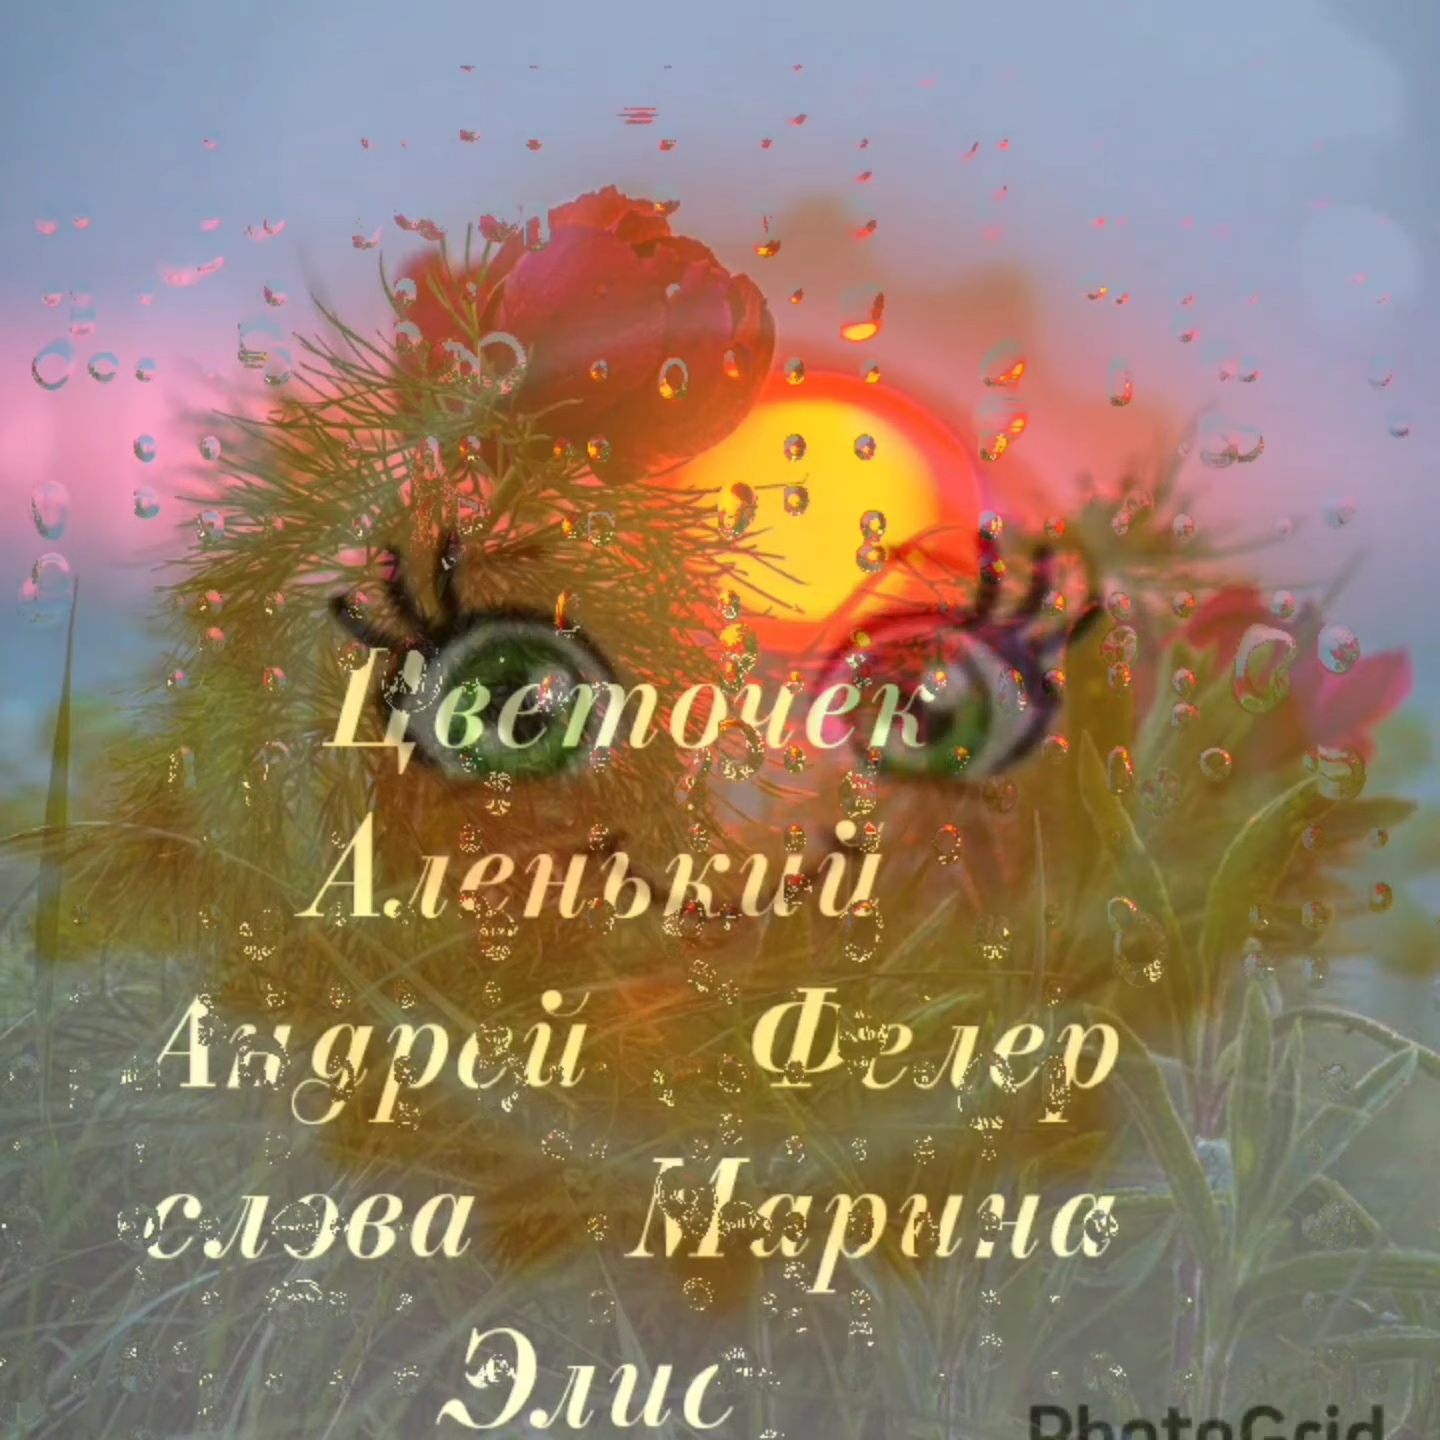 Цветочек
Аленький
Андрей Фелер
слова Марина
Элис
PhotoGrid